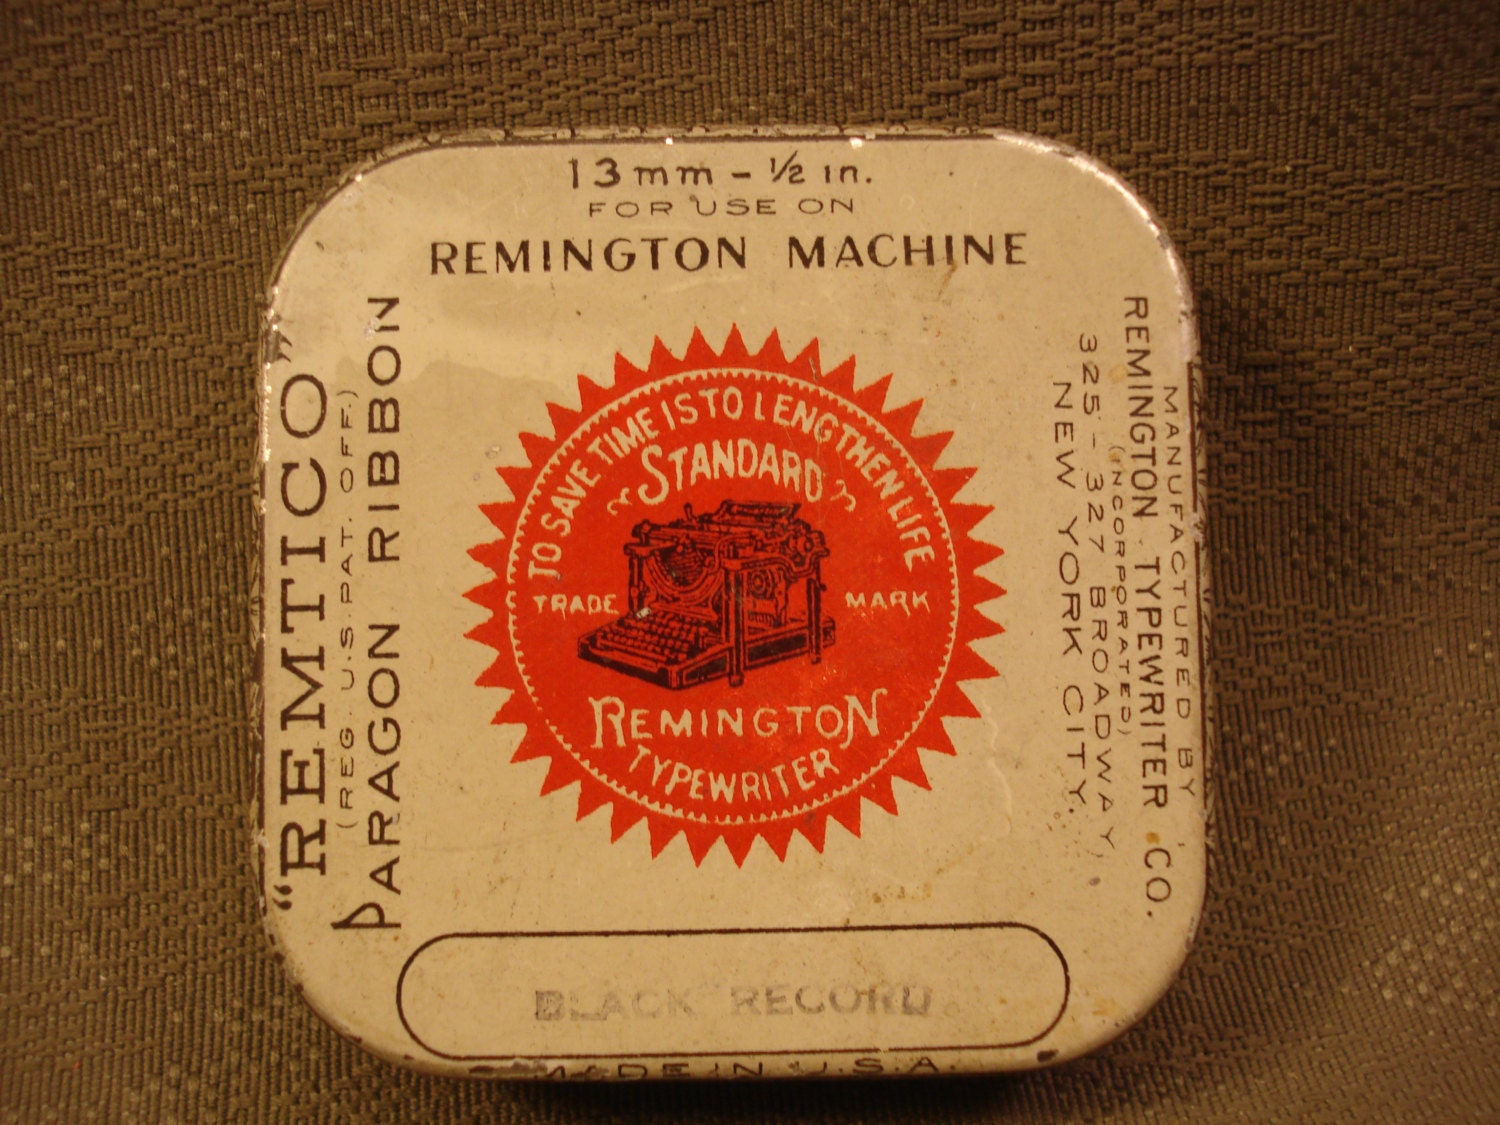 13 mm - ½ in.
FOR USE ON
REMINGTON MACHINE
"REMTICO"
(REG. U.S. PAT. OFF.)
PARAGON RIBBON
TO SAVE TIME IS TO LENGTHEN LIFE
STANDARD
TRADE MARK
REMINGTON
TYPEWRITER
MANUFACTURED BY
REMINGTON TYPEWRITER CO.
(INCORPORATED)
325-327 BROADWAY,
NEW YORK CITY.
BLACK RECORD
MADE IN U.S.A.